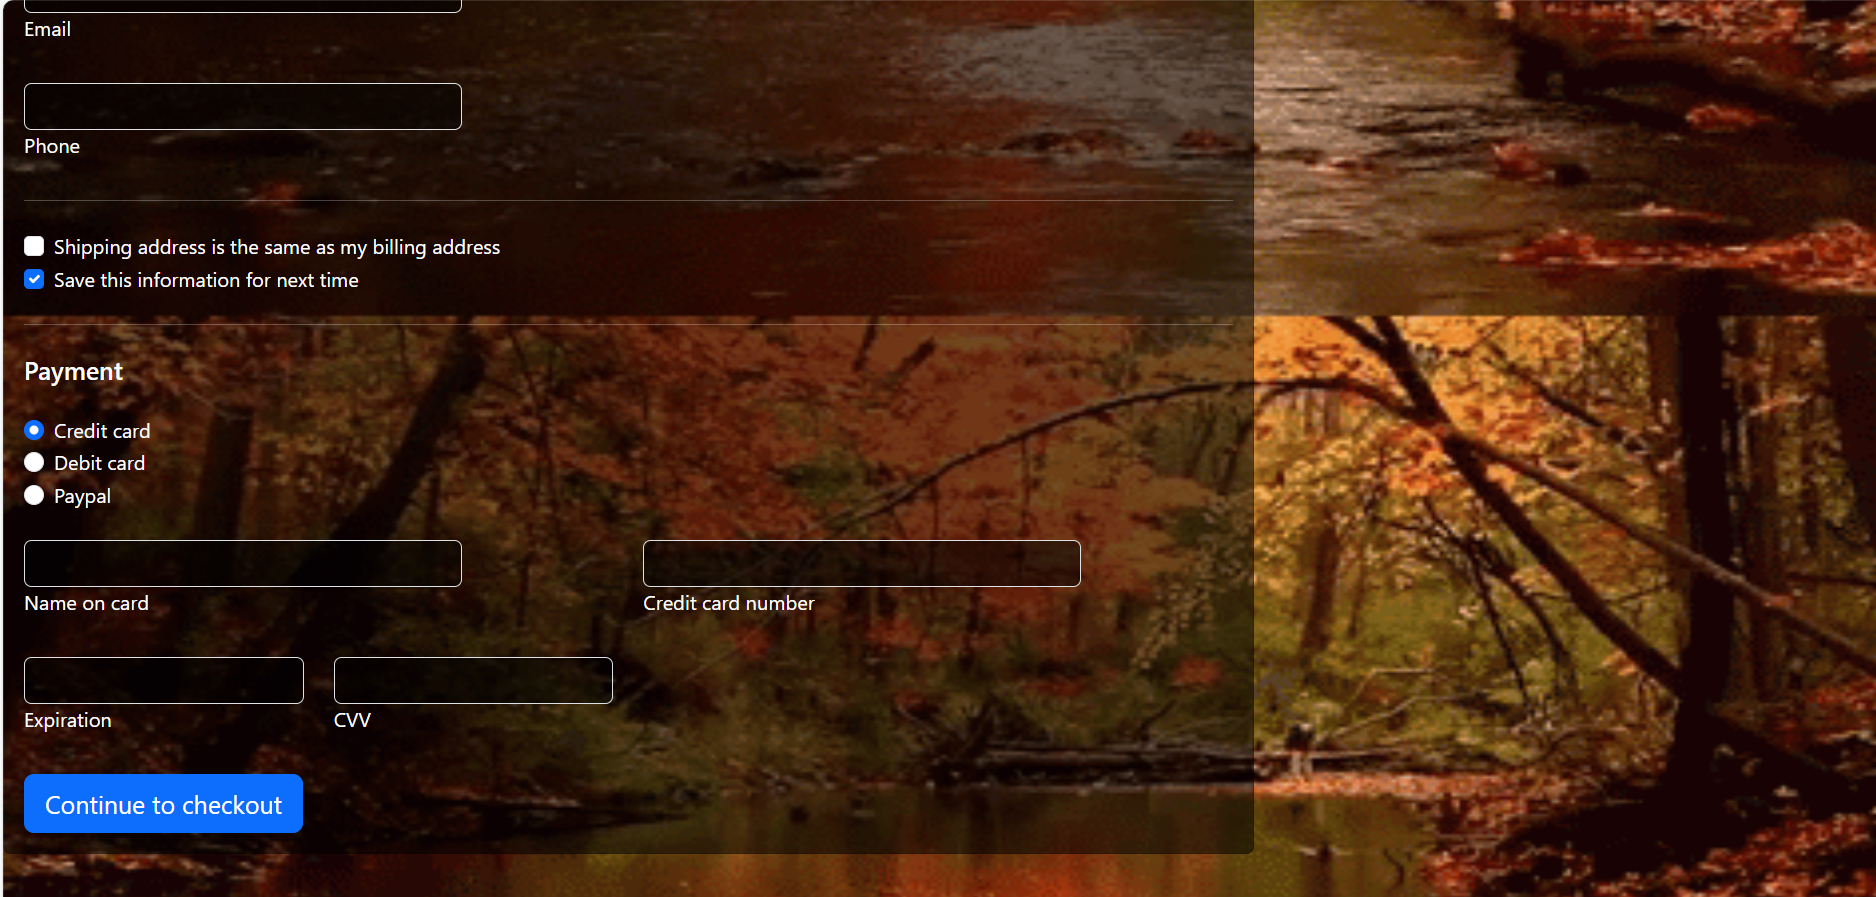 Email
Phone
Shipping address is the same as my billing address
Save this information for next time
Payment
Credit card
Debit card
Paypal
Name on card
Credit card number
Expiration
CVV
Continue to checkout